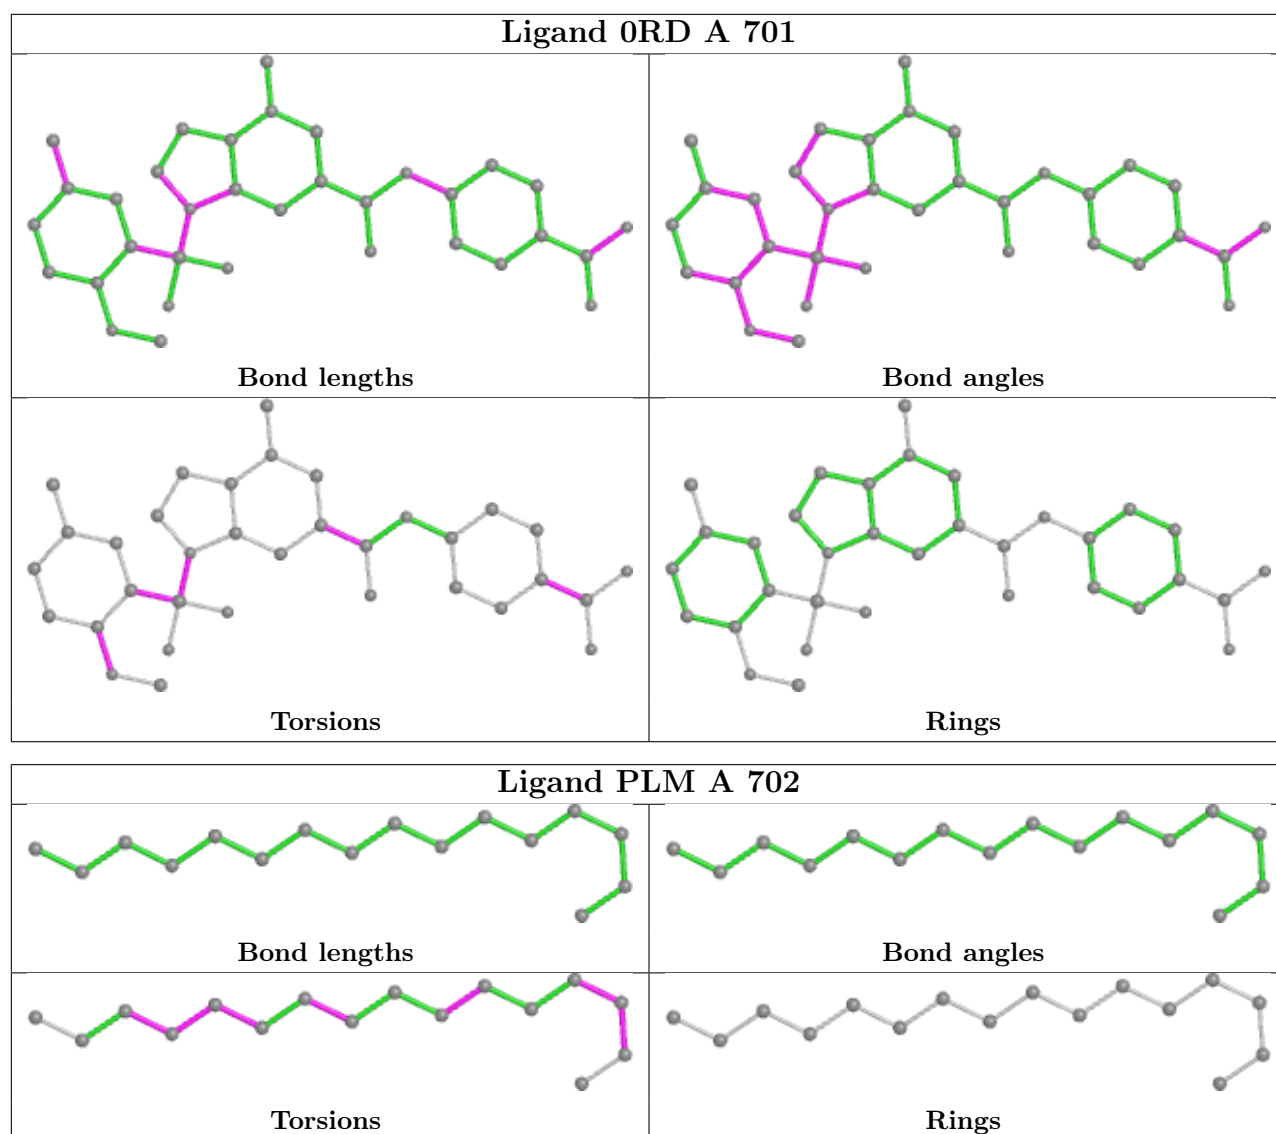 Ligand 0RD A 701
Bond lengths
Bond angles
Torsions
Rings
Ligand PLM A 702
Bond lengths
Bond angles
Torsions
Rings